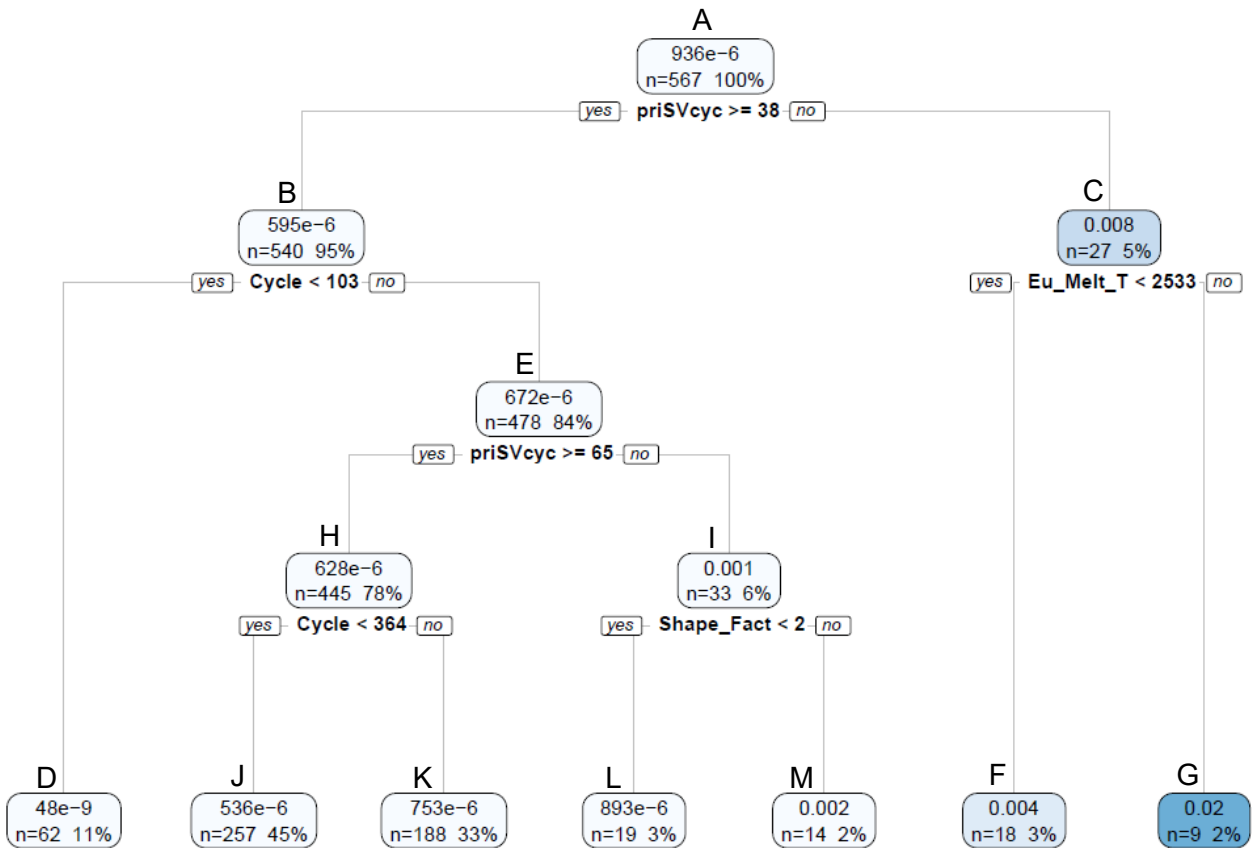 A
936e−6
n=567 100%
yes priSVcyc >= 38 no
B
595e−6
n=540 95%
yes Cycle < 103 no
C
0.008
n=27 5%
yes Eu_Melt_T < 2533 no
E
672e−6
n=478 84%
yes priSVcyc >= 65 no
H
628e−6
n=445 78%
yes Cycle < 364 no
I
0.001
n=33 6%
yes Shape_Fact < 2 no
D
48e−9
n=62 11%
J
536e−6
n=257 45%
K
753e−6
n=188 33%
L
893e−6
n=19 3%
M
0.002
n=14 2%
F
0.004
n=18 3%
G
0.02
n=9 2%